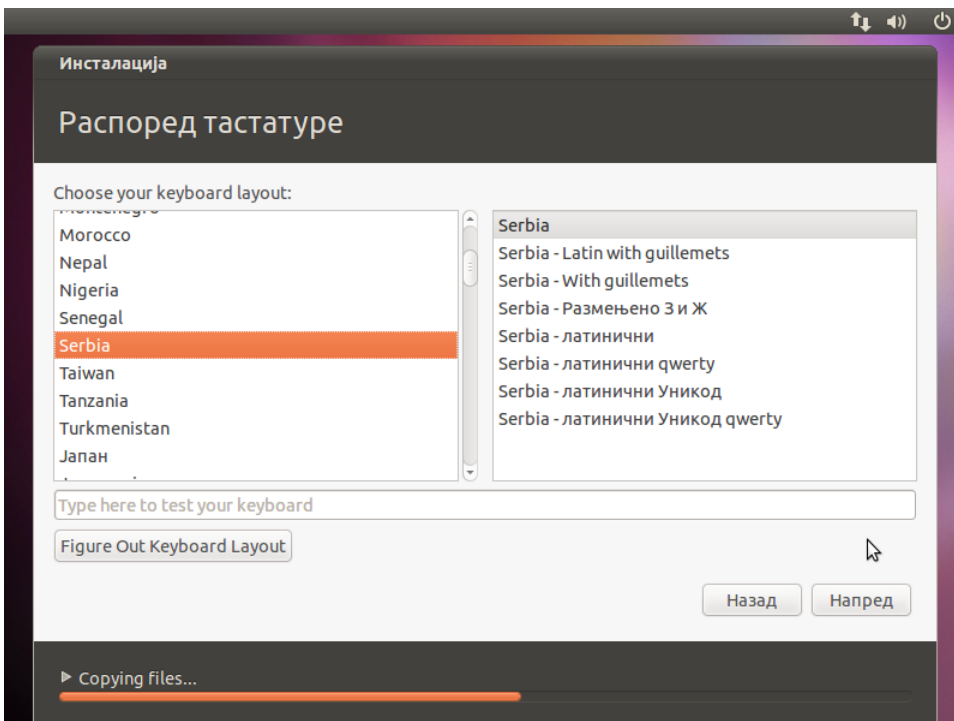 Инсталација
Распоред тастатуре
Choose your keyboard layout:
Montenegro
Morocco
Nepal
Nigeria
Senegal
Serbia
Taiwan
Tanzania
Turkmenistan
Јапан
Serbia
Serbia - Latin with guillemets
Serbia - With guillemets
Serbia - Размењено З и Ж
Serbia - латинични
Serbia - латинични qwerty
Serbia - латинични Уникод
Serbia - латинични Уникод qwerty
Type here to test your keyboard
Figure Out Keyboard Layout
Назад
Напред
Copying files...